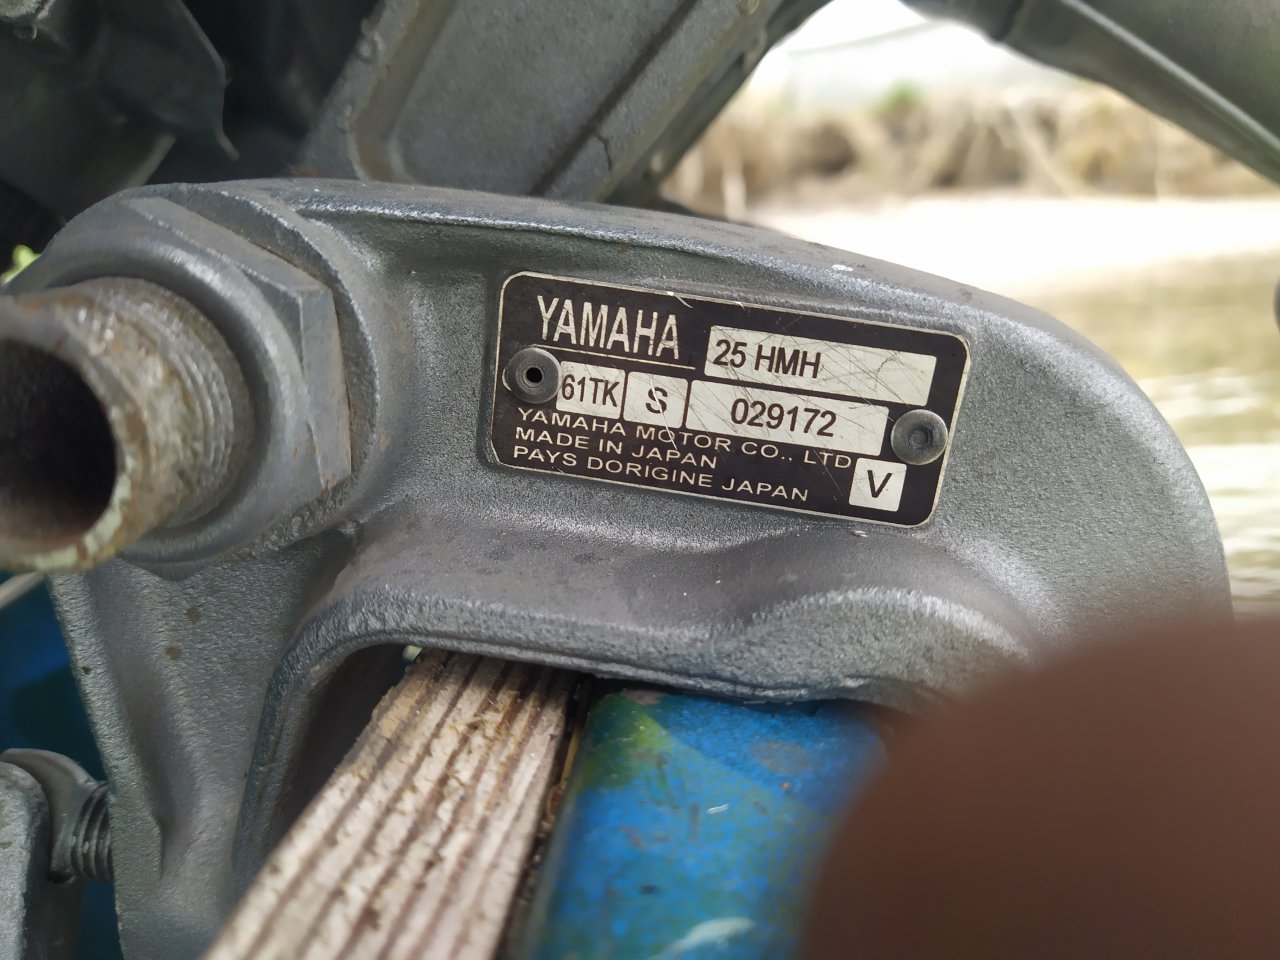 YAMAHA 25 HMH
61TK S 029172
YAMAHA MOTOR CO., LTD
MADE IN JAPAN
PAYS DORIGINE JAPAN V